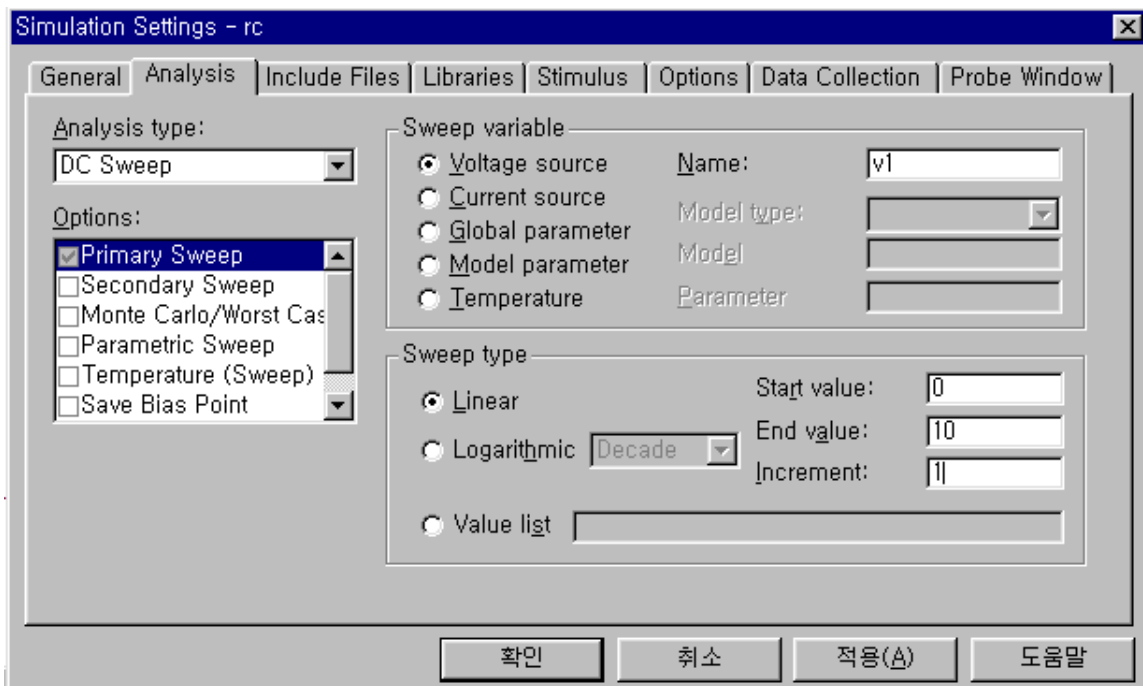 Simulation Settings - rc
General Analysis Include Files Libraries Stimulus Options Data Collection Probe Window
Analysis type:
DC Sweep
Options:
Primary Sweep
Secondary Sweep
Monte Carlo/Worst Cas
Parametric Sweep
Temperature (Sweep)
Save Bias Point
Sweep variable
Voltage source
Current source
Global parameter
Model parameter
Temperature
Name: v1
Model type:
Model
Parameter
Sweep type
Linear
Logarithmic Decade
Value list
Start value: 0
End value: 10
Increment: 1
확인 취소 적용(A) 도움말